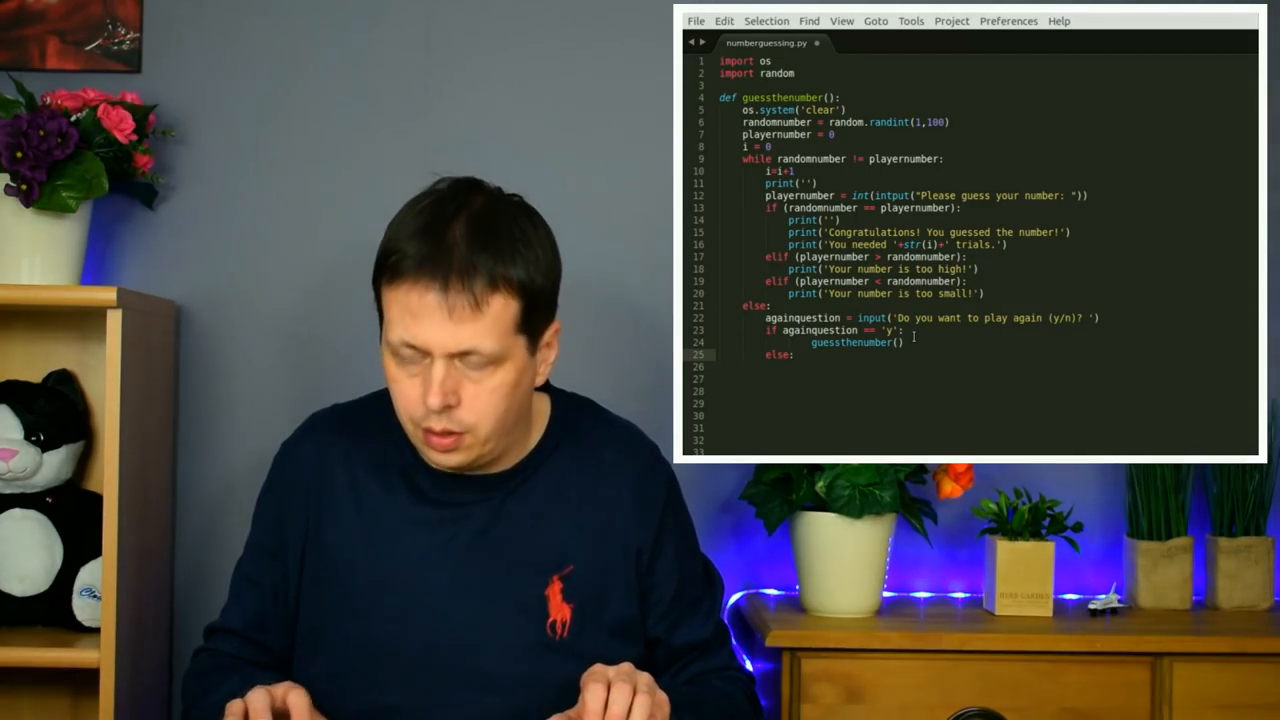 File Edit Selection Find View Goto Tools Project Preferences Help
numberguessing.py
1 import os
2 import random
3
4 def guessthenumber():
5 os.system('clear')
6 randomnumber = random.randint(1,100)
7 playernumber = 0
8 i = 0
9 while randomnumber != playernumber:
10 i=i+1
11 print('')
12 playernumber = int(intput("Please guess your number: "))
13 if (randomnumber == playernumber):
14 print('')
15 print('Congratulations! You guessed the number!')
16 print('You needed '+str(i)+' trials.')
17 elif (playernumber > randomnumber):
18 print('Your number is too high!')
19 elif (playernumber < randomnumber):
20 print('Your number is too small!')
21 else:
22 againquestion = input('Do you want to play again (y/n)? ')
23 if againquestion == 'y':
24 guessthenumber()
25 else:
26
27
28
29
30
31
32
33
HERB GARDEN